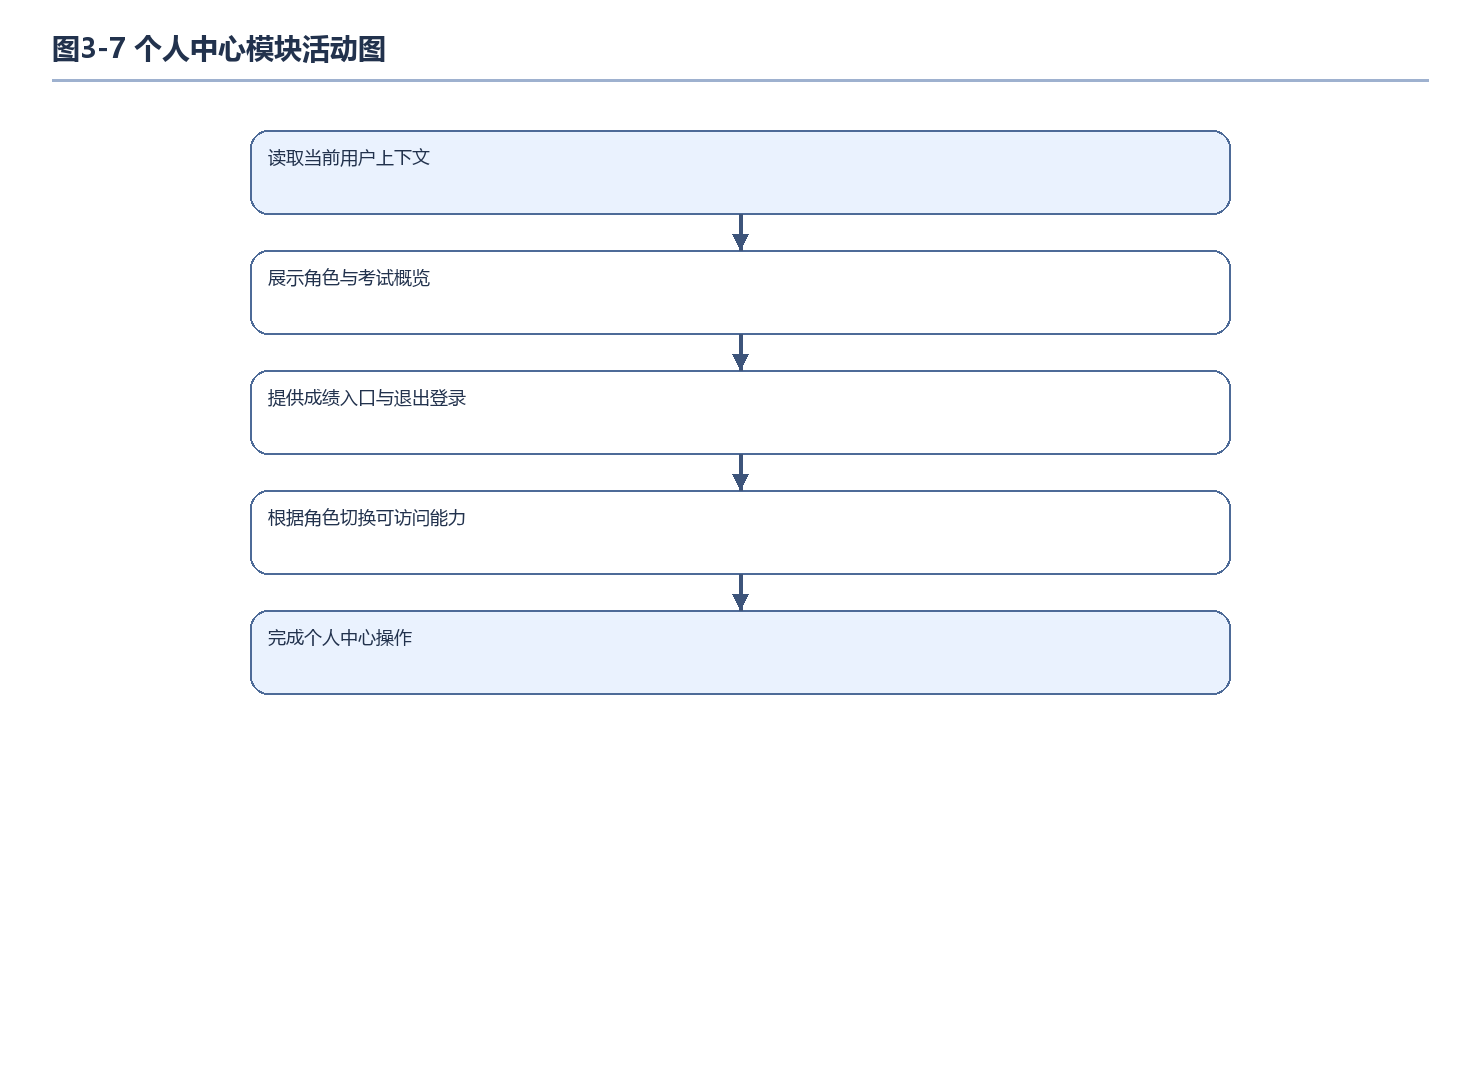 图3-7 个人中心模块活动图
读取当前用户上下文
展示角色与考试概览
提供成绩入口与退出登录
根据角色切换可访问能力
完成个人中心操作